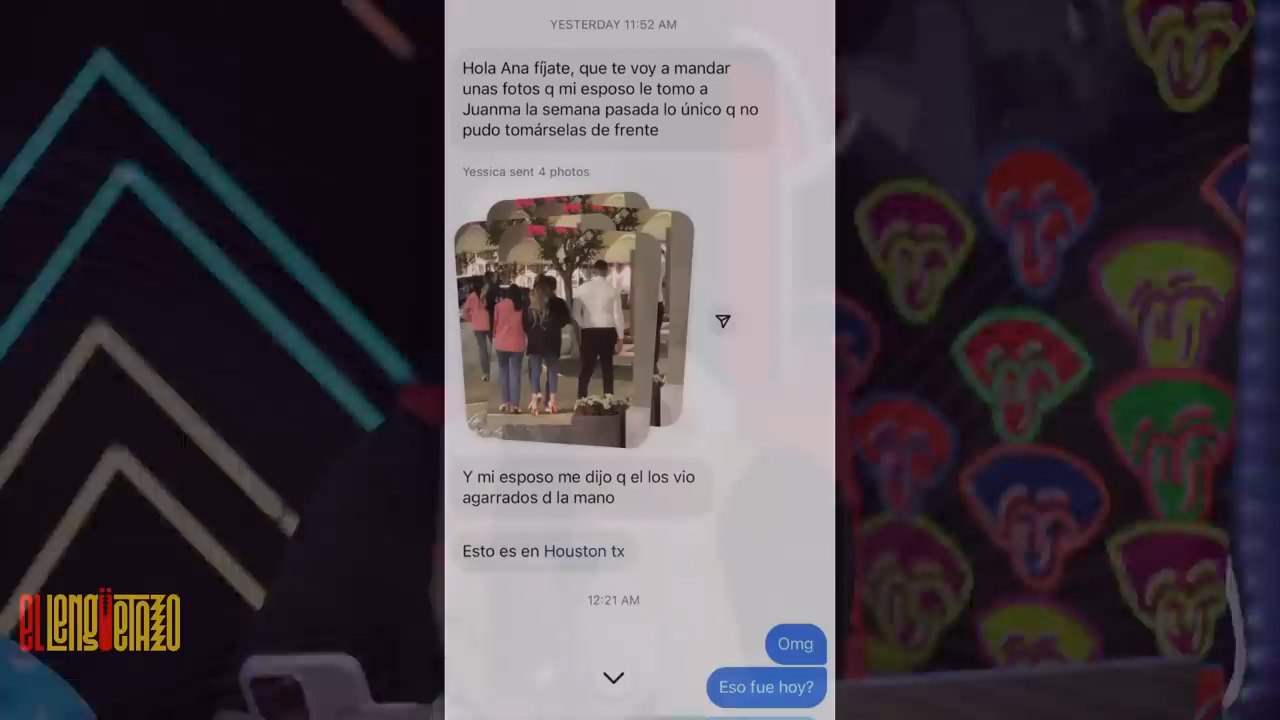 YESTERDAY 11:52 AM
Hola Ana fíjate, que te voy a mandar
unas fotos q mi esposo le tomo a
Juanma la semana pasada lo único q no
pudo tomárselas de frente
Yessica sent 4 photos
Y mi esposo me dijo q el los vio
agarrados d la mano
Esto es en Houston tx
12:21 AM
Omg
Eso fue hoy?
EL LENGÜETAZO